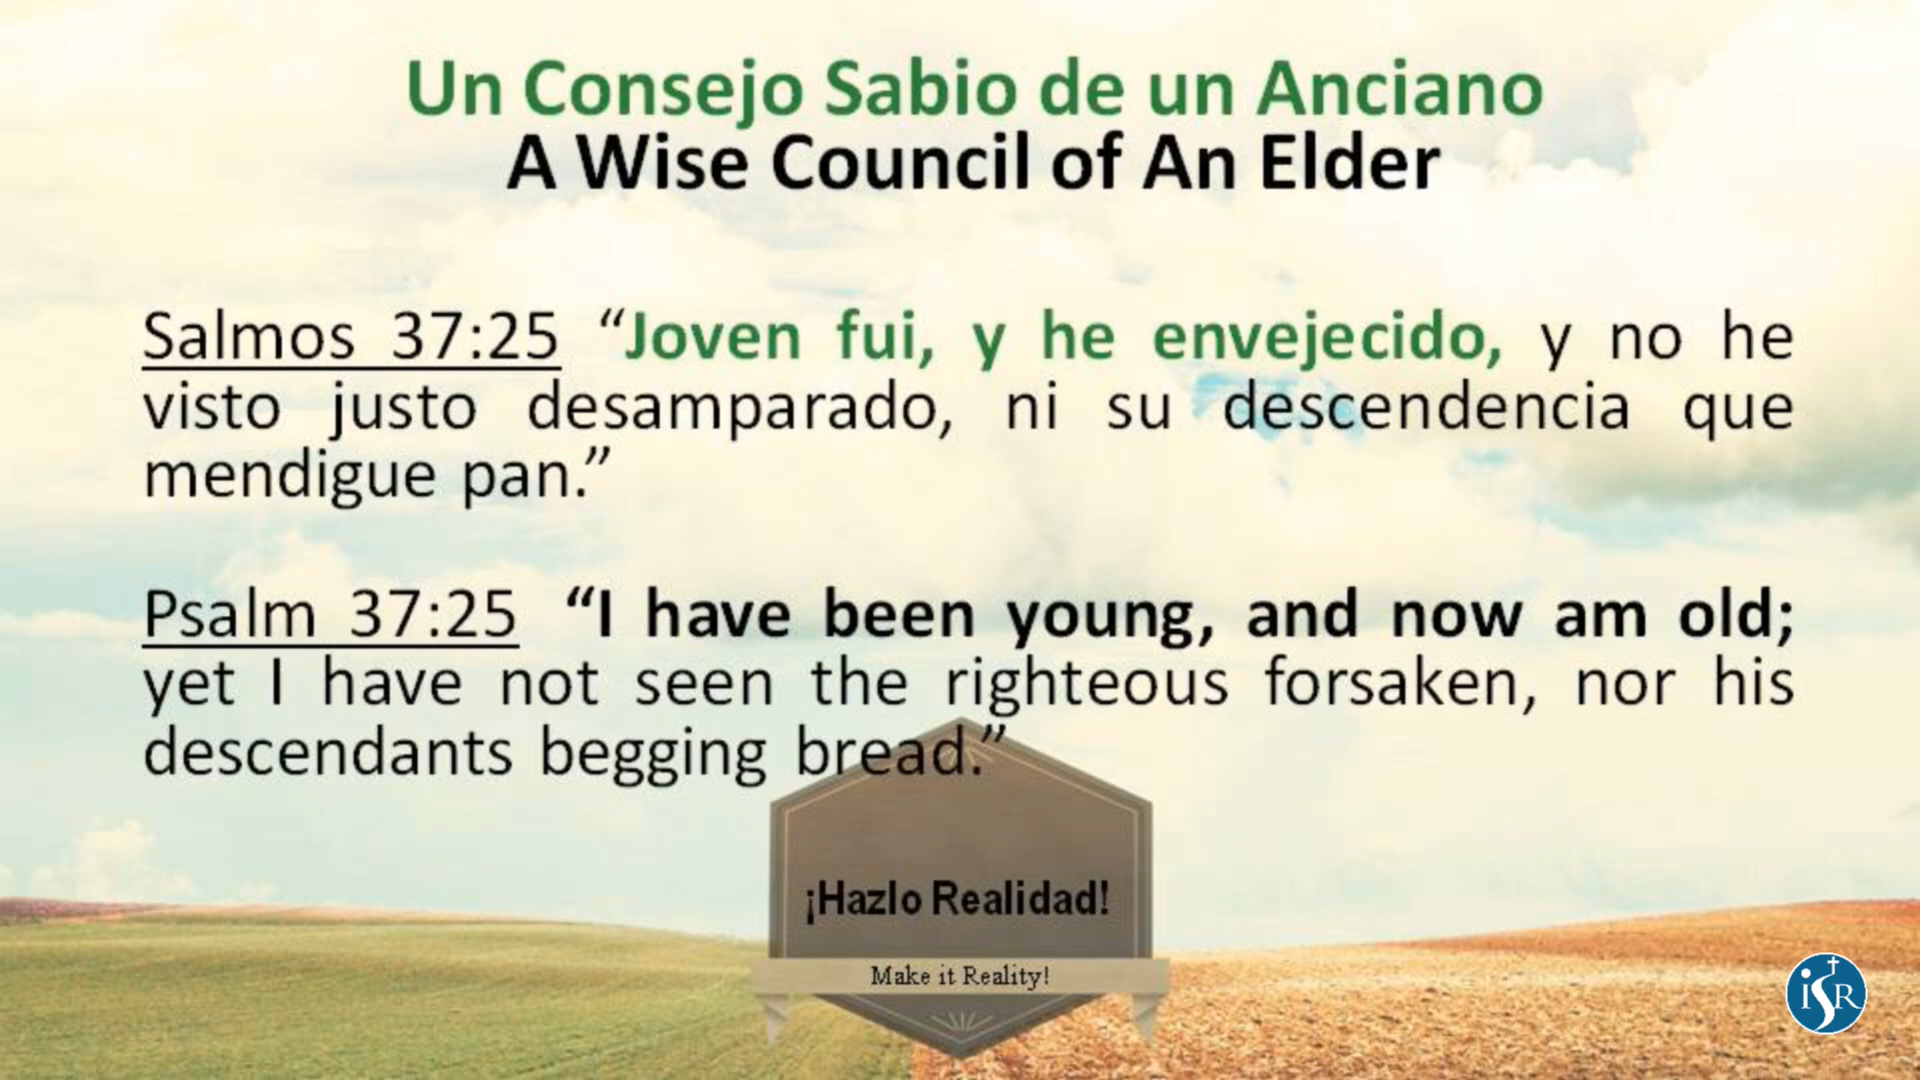 Un Consejo Sabio de un Anciano
A Wise Council of An Elder
Salmos 37:25 “Joven fui, y he envejecido, y no he
visto justo desamparado, ni su descendencia que
mendigue pan.”
Psalm 37:25 “I have been young, and now am old;
yet I have not seen the righteous forsaken, nor his
descendants begging bread.”
¡Hazlo Realidad!
Make it Reality!
iSR